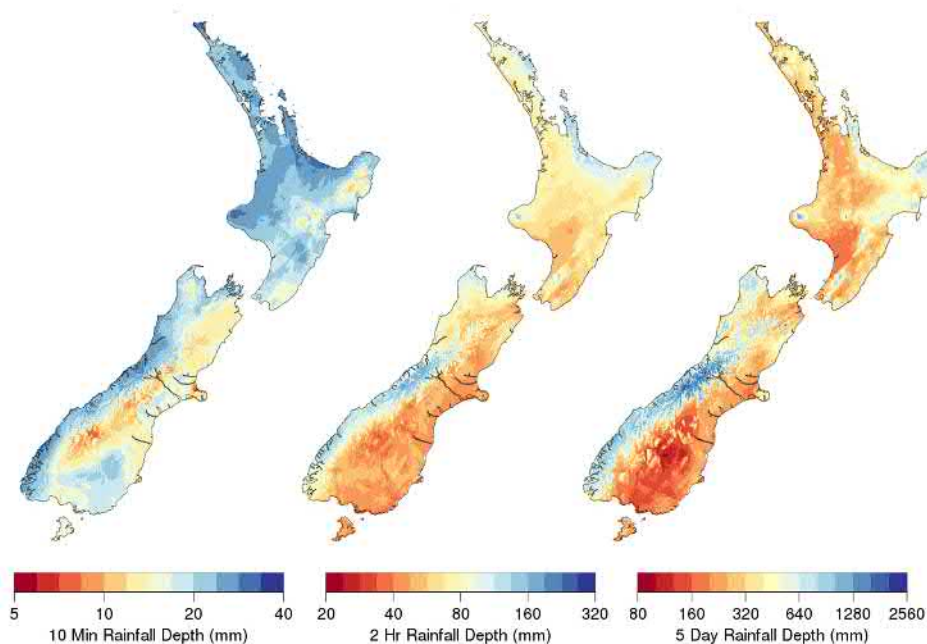 5 10 20 40
10 Min Rainfall Depth (mm)
20 40 80 160 320
2 Hr Rainfall Depth (mm)
80 160 320 640 1280 2560
5 Day Rainfall Depth (mm)